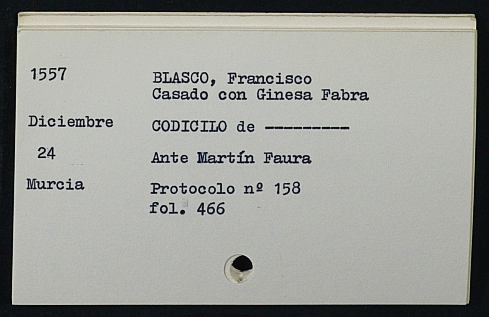 1557 BLASCO, Francisco
Casado con Ginesa Fabra
Diciembre CODICILO de ---------
24 Ante Martín Faura
Murcia Protocolo nº 158
fol. 466